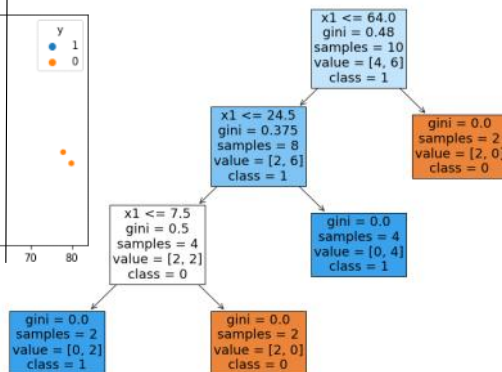 y
1
0
70
80
x1 <= 64.0
gini = 0.48
samples = 10
value = [4, 6]
class = 1
x1 <= 24.5
gini = 0.375
samples = 8
value = [2, 6]
class = 1
gini = 0.0
samples = 2
value = [2, 0]
class = 0
x1 <= 7.5
gini = 0.5
samples = 4
value = [2, 2]
class = 0
gini = 0.0
samples = 4
value = [0, 4]
class = 1
gini = 0.0
samples = 2
value = [0, 2]
class = 1
gini = 0.0
samples = 2
value = [2, 0]
class = 0